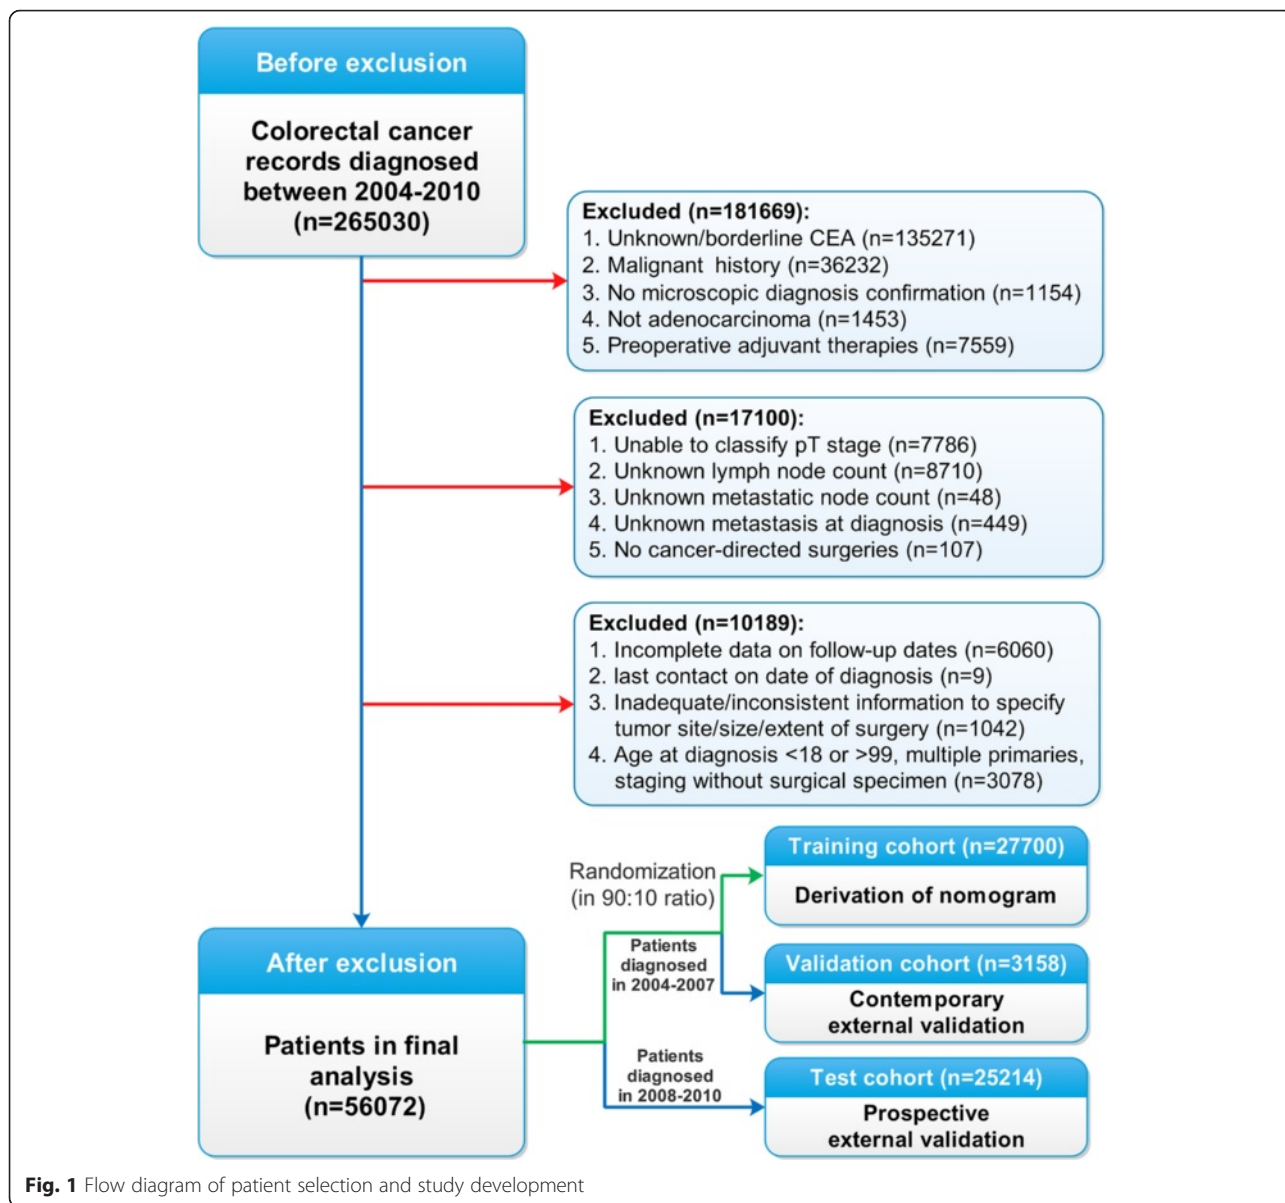 Before exclusion
Colorectal cancer
records diagnosed
between 2004-2010
(n=265030)
Excluded (n=181669):
1. Unknown/borderline CEA (n=135271)
2. Malignant history (n=36232)
3. No microscopic diagnosis confirmation (n=1154)
4. Not adenocarcinoma (n=1453)
5. Preoperative adjuvant therapies (n=7559)
Excluded (n=17100):
1. Unable to classify pT stage (n=7786)
2. Unknown lymph node count (n=8710)
3. Unknown metastatic node count (n=48)
4. Unknown metastasis at diagnosis (n=449)
5. No cancer-directed surgeries (n=107)
Excluded (n=10189):
1. Incomplete data on follow-up dates (n=6060)
2. last contact on date of diagnosis (n=9)
3. Inadequate/inconsistent information to specify
tumor site/size/extent of surgery (n=1042)
4. Age at diagnosis <18 or >99, multiple primaries,
staging without surgical specimen (n=3078)
After exclusion
Patients in final
analysis
(n=56072)
Randomization
(in 90:10 ratio)
Patients
diagnosed
in 2004-2007
Patients
diagnosed
in 2008-2010
Training cohort (n=27700)
Derivation of nomogram
Validation cohort (n=3158)
Contemporary
external validation
Test cohort (n=25214)
Prospective
external validation
Fig. 1 Flow diagram of patient selection and study development